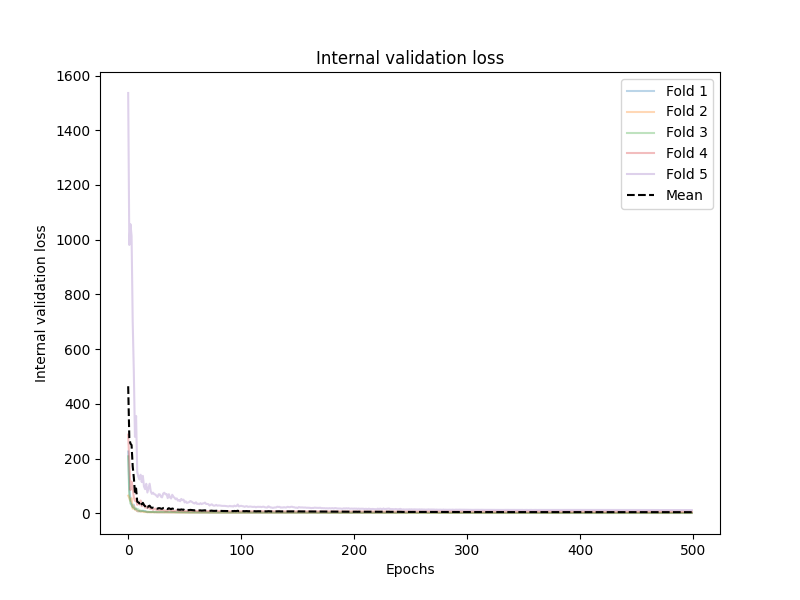 Internal validation loss
1600
1400
1200
1000
800
600
400
200
0
Internal validation loss
0
100
200
300
400
500
Epochs
Fold 1
Fold 2
Fold 3
Fold 4
Fold 5
Mean